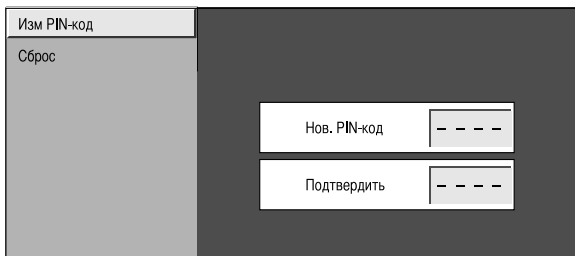 Изм PIN-код
Сброс
Нов. PIN-код
– – – –
Подтвердить
– – – –